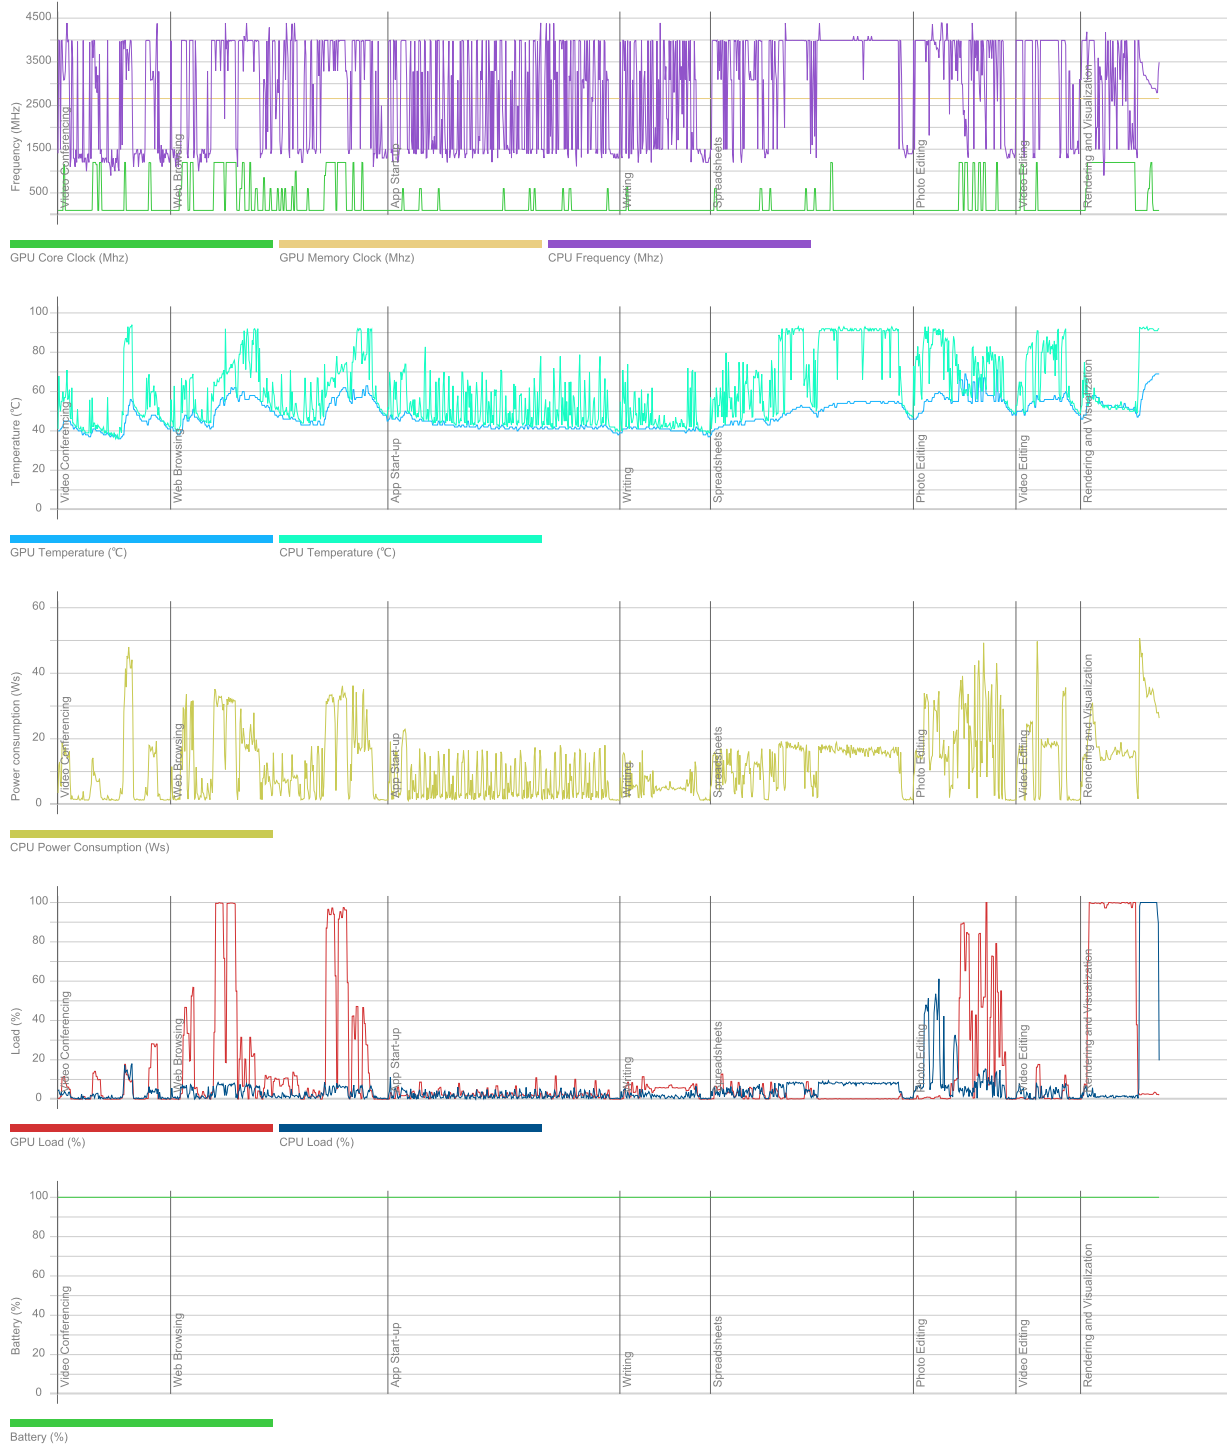 4500
3500
2500
1500
500
Frequency (MHz)
Video Conferencing
Web Browsing
App Start-up
Writing
Spreadsheets
Photo Editing
Video Editing
Rendering and Visualization
GPU Core Clock (Mhz)
GPU Memory Clock (Mhz)
CPU Frequency (Mhz)
100
80
60
40
20
0
Temperature (℃)
Video Conferencing
Web Browsing
App Start-up
Writing
Spreadsheets
Photo Editing
Video Editing
Rendering and Visualization
GPU Temperature (℃)
CPU Temperature (℃)
60
40
20
0
Power consumption (Ws)
Video Conferencing
Web Browsing
App Start-up
Writing
Spreadsheets
Photo Editing
Video Editing
Rendering and Visualization
CPU Power Consumption (Ws)
100
80
60
40
20
0
Load (%)
Video Conferencing
Web Browsing
App Start-up
Writing
Spreadsheets
Photo Editing
Video Editing
Rendering and Visualization
GPU Load (%)
CPU Load (%)
100
80
60
40
20
0
Battery (%)
Video Conferencing
Web Browsing
App Start-up
Writing
Spreadsheets
Photo Editing
Video Editing
Rendering and Visualization
Battery (%)